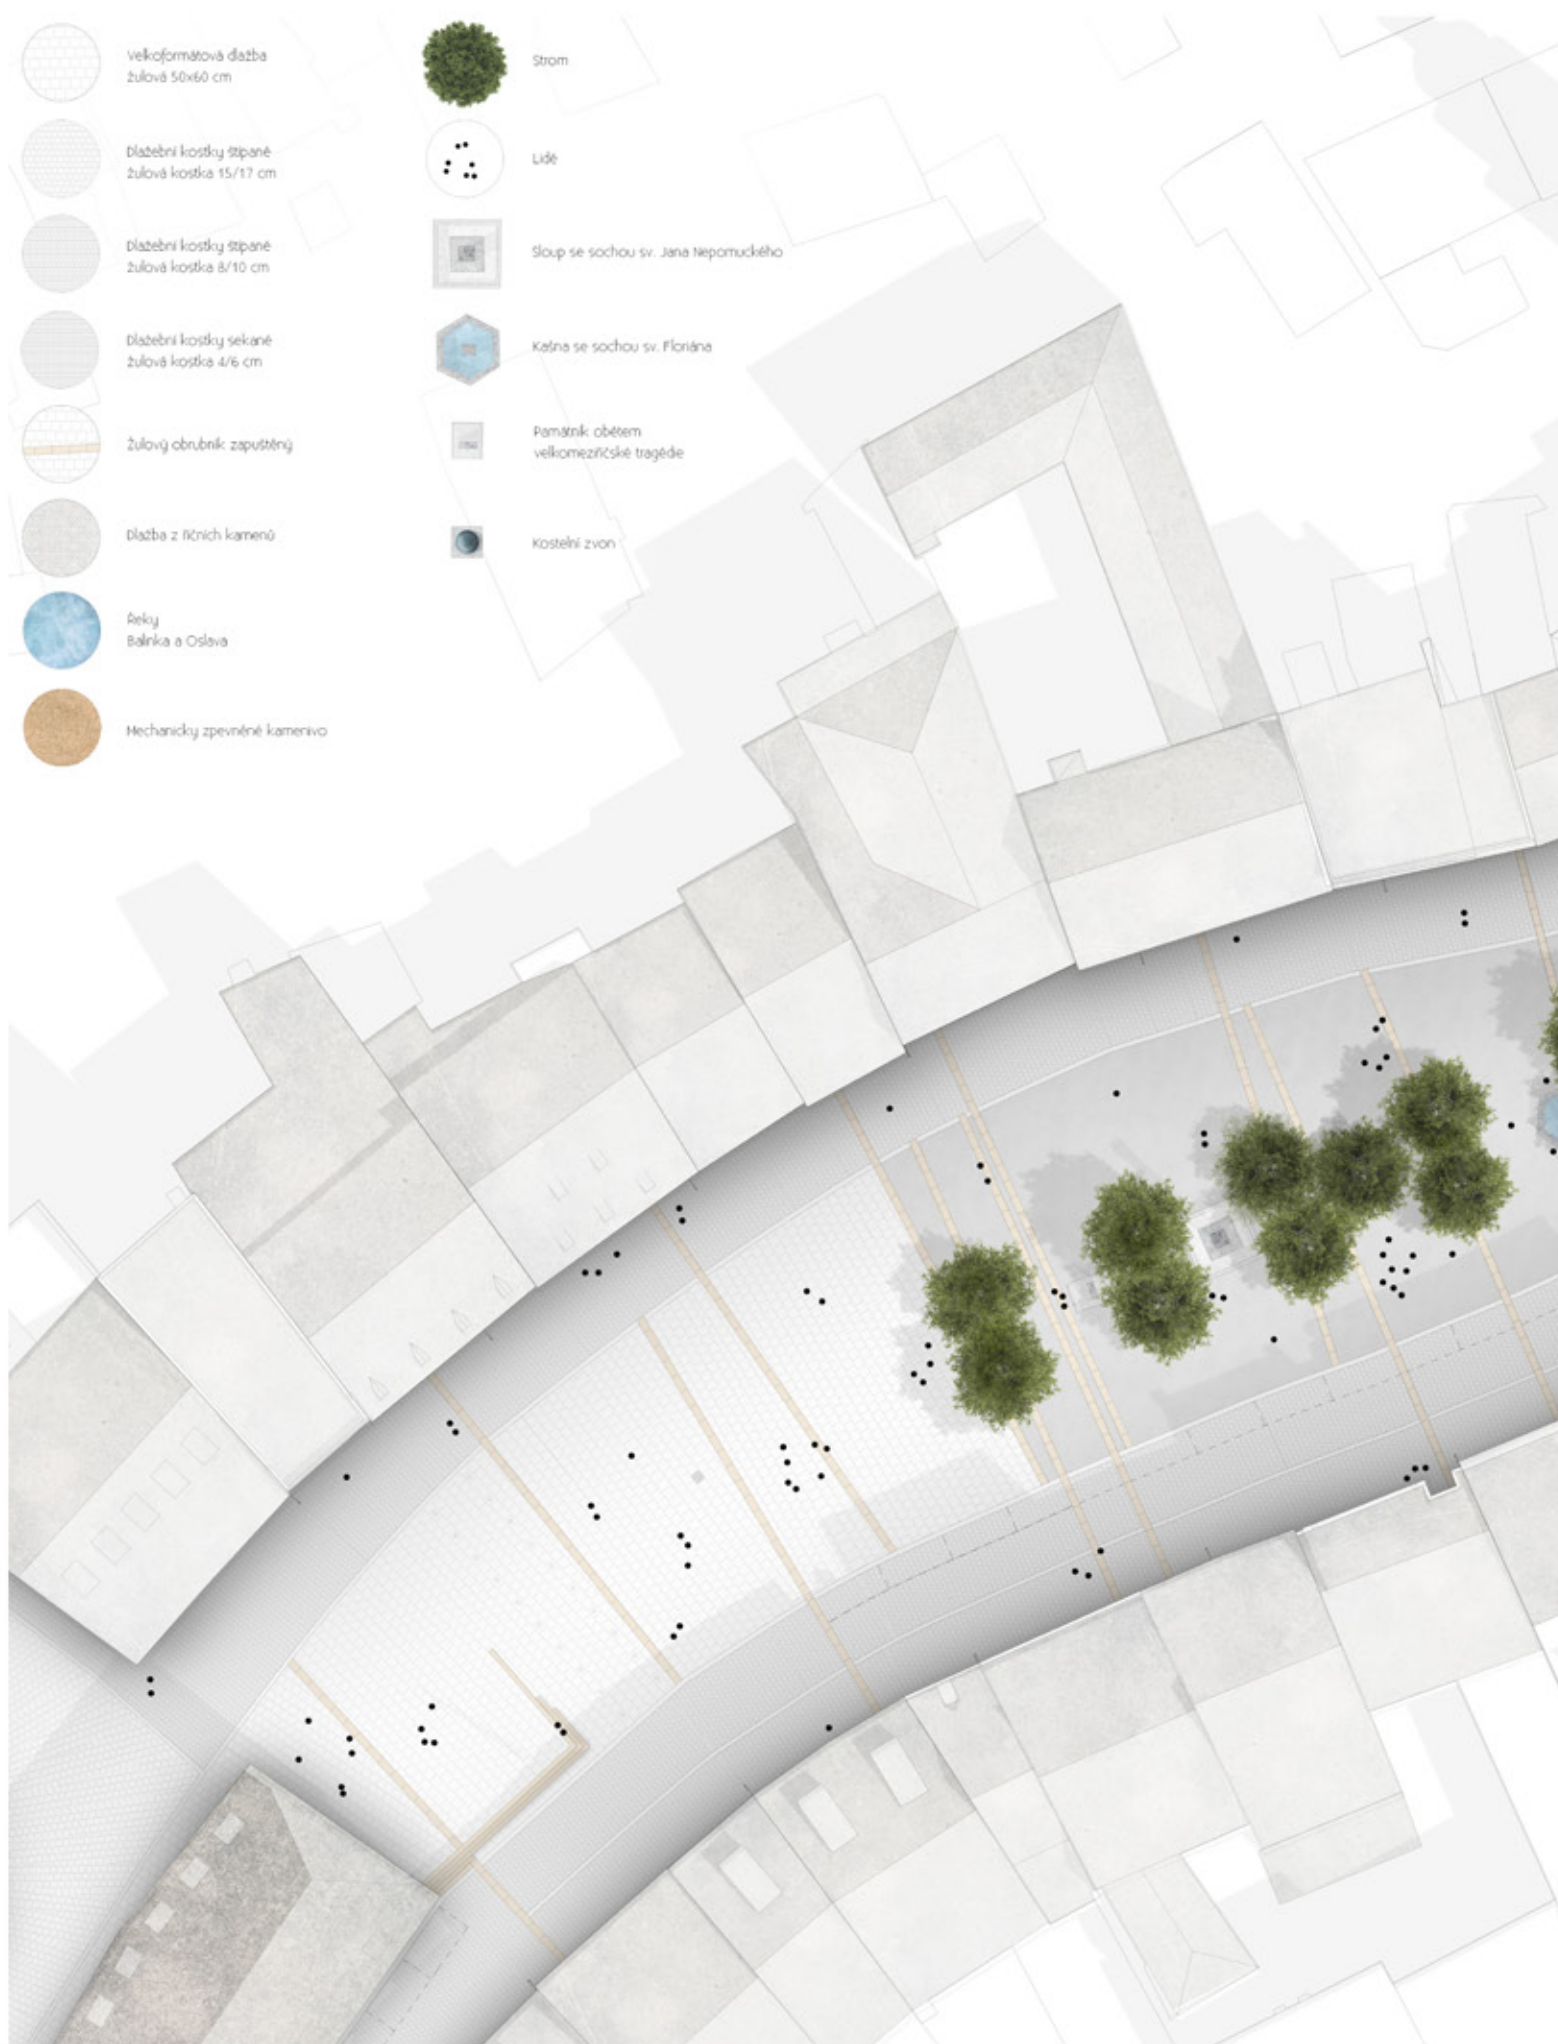 Velkoformátová dlažba
žulová 50x60 cm
Dlažební kostky štípané
žulová kostka 15/17 cm
Dlažební kostky štípané
žulová kostka 8/10 cm
Dlažební kostky sekané
žulová kostka 4/6 cm
Žulový obrubník zapuštěný
Dlažba z říčních kamenů
Řeky
Balinka a Oslava
Mechanicky zpevněné kamenivo
Strom
Lidé
Sloup se sochou sv. Jana Nepomuckého
Kašna se sochou sv. Floriána
Památník obětem
velkomeziříčské tragédie
Kostelní zvon